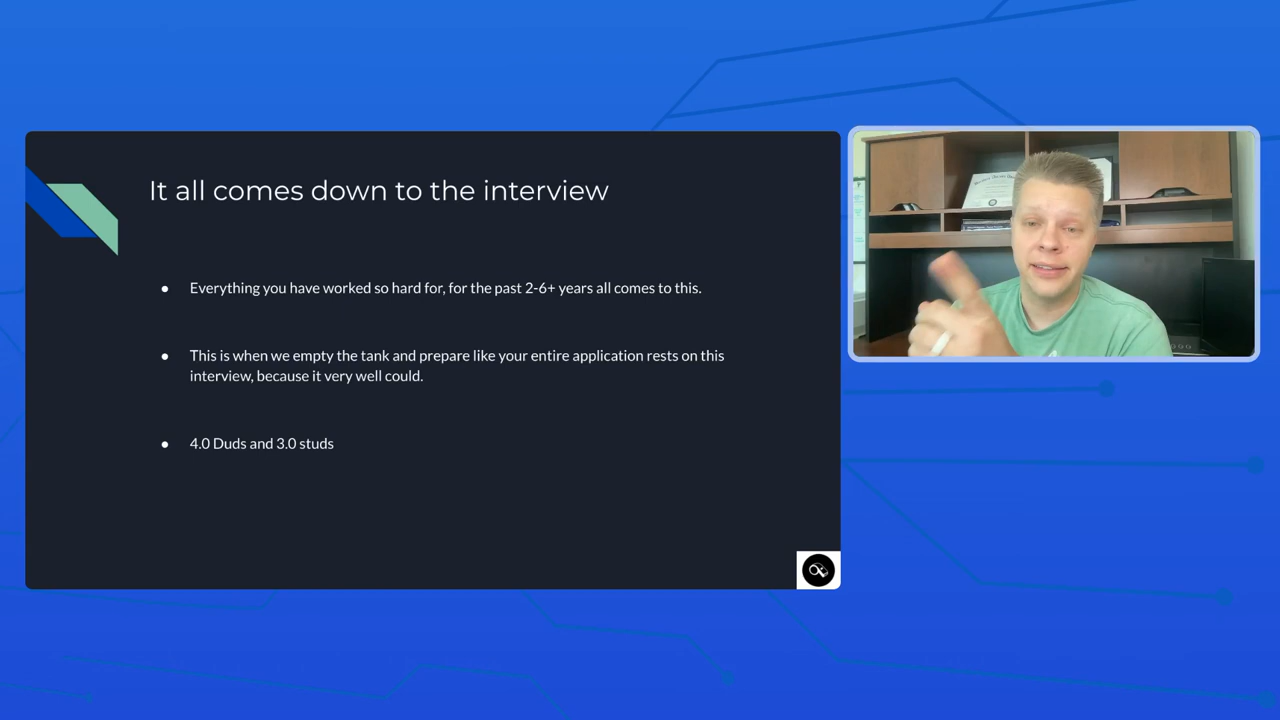 It all comes down to the interview
● Everything you have worked so hard for, for the past 2-6+ years all comes to this.
● This is when we empty the tank and prepare like your entire application rests on this
interview, because it very well could.
● 4.0 Duds and 3.0 studs